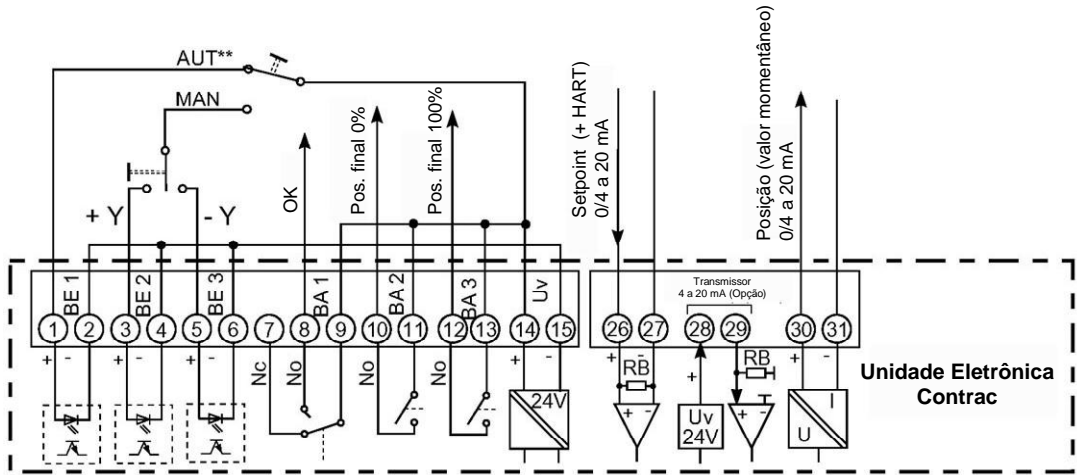 AUT**
MAN
+ Y
- Y
OK
Pos. final 0%
Pos. final 100%
Setpoint (+ HART)
0/4 a 20 mA
Posição (valor momentâneo)
0/4 a 20 mA
BE 1
BE 2
BE 3
BA 1
BA 2
BA 3
Uv
Transmissor
4 a 20 mA (Opção)
1 2 3 4 5 6 7 8 9 10 11 12 13 14 15
26 27 28 29 30 31
+ - + - + - + -
Nc
No
No
No
24V
+ -
RB
+ -
+
Uv
24V
RB
+ -
+ -
I
U
Unidade Eletrônica
Contrac